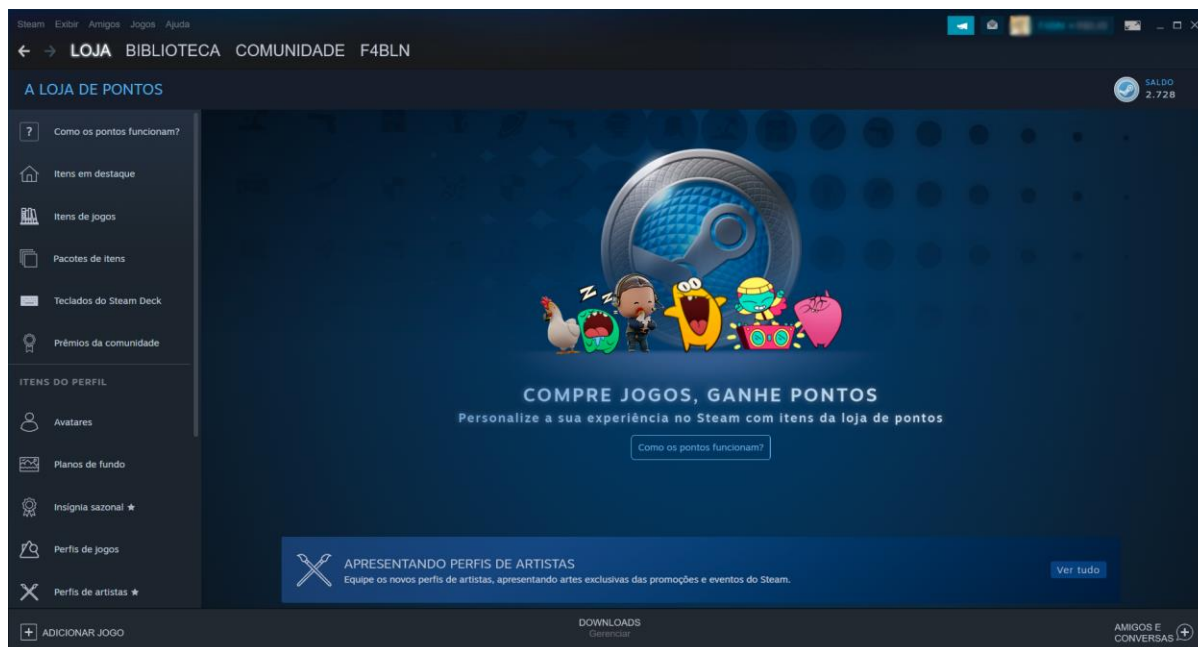 Steam Exibir Amigos Jogos Ajuda
LOJA BIBLIOTECA COMUNIDADE F4BLN
A LOJA DE PONTOS
SALDO
2.728
? Como os pontos funcionam?
Itens em destaque
Itens de jogos
Pacotes de itens
Teclados do Steam Deck
Prêmios da comunidade
ITENS DO PERFIL
Avatares
Planos de fundo
Insígnia sazonal ★
Perfis de jogos
Perfis de artistas ★
Z Z Z
COMPRE JOGOS, GANHE PONTOS
Personalize a sua experiência no Steam com itens da loja de pontos
Como os pontos funcionam?
APRESENTANDO PERFIS DE ARTISTAS
Equipe os novos perfis de artistas, apresentando artes exclusivas das promoções e eventos do Steam.
Ver tudo
ADICIONAR JOGO
DOWNLOADS
Gerenciar
AMIGOS E
CONVERSAS